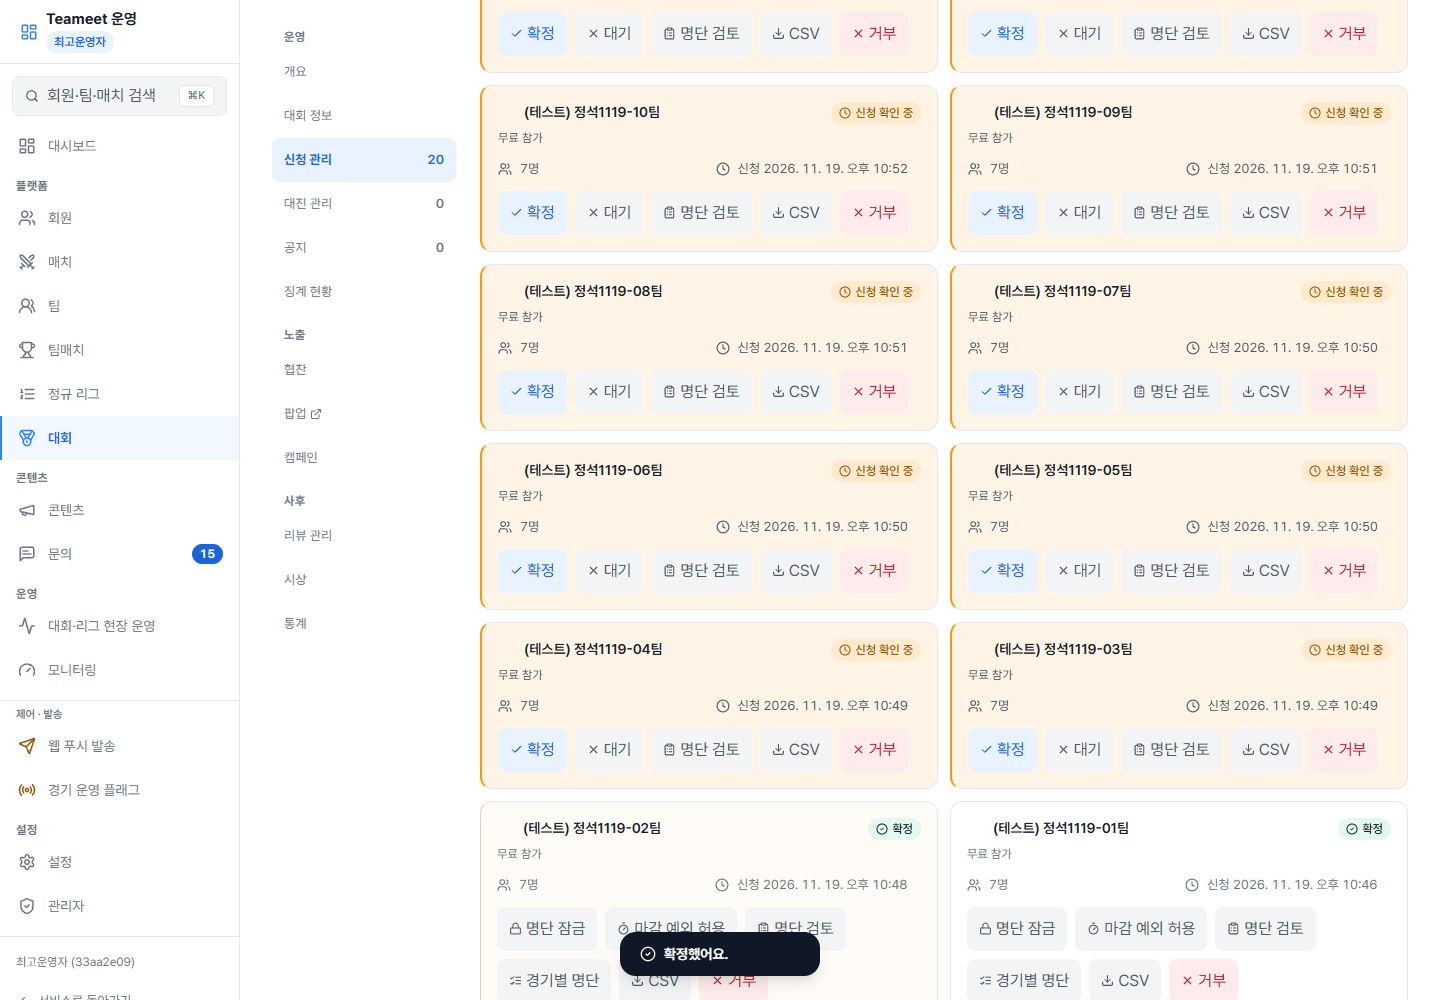 Teameet 운영
최고운영자
회원·팀·매치 검색 ⌘K
대시보드
플랫폼
회원
매치
팀
팀매치
정규 리그
대회
콘텐츠
콘텐츠
문의 15
운영
대회·리그 현장 운영
모니터링
제어 · 발송
웹 푸시 발송
경기 운영 플래그
설정
설정
관리자
최고운영자 (33aa2e09)
서비스로 돌아가기
운영
개요
대회 정보
신청 관리 20
대진 관리 0
공지 0
징계 현황
노출
협찬
팝업
캠페인
사후
리뷰 관리
시상
통계
확정 대기 명단 검토 CSV 거부
확정 대기 명단 검토 CSV 거부
(테스트) 정석1119-10팀 신청 확인 중
무료 참가
7명 신청 2026. 11. 19. 오후 10:52
확정 대기 명단 검토 CSV 거부
(테스트) 정석1119-09팀 신청 확인 중
무료 참가
7명 신청 2026. 11. 19. 오후 10:51
확정 대기 명단 검토 CSV 거부
(테스트) 정석1119-08팀 신청 확인 중
무료 참가
7명 신청 2026. 11. 19. 오후 10:51
확정 대기 명단 검토 CSV 거부
(테스트) 정석1119-07팀 신청 확인 중
무료 참가
7명 신청 2026. 11. 19. 오후 10:50
확정 대기 명단 검토 CSV 거부
(테스트) 정석1119-06팀 신청 확인 중
무료 참가
7명 신청 2026. 11. 19. 오후 10:50
확정 대기 명단 검토 CSV 거부
(테스트) 정석1119-05팀 신청 확인 중
무료 참가
7명 신청 2026. 11. 19. 오후 10:50
확정 대기 명단 검토 CSV 거부
(테스트) 정석1119-04팀 신청 확인 중
무료 참가
7명 신청 2026. 11. 19. 오후 10:49
확정 대기 명단 검토 CSV 거부
(테스트) 정석1119-03팀 신청 확인 중
무료 참가
7명 신청 2026. 11. 19. 오후 10:49
확정 대기 명단 검토 CSV 거부
(테스트) 정석1119-02팀 확정
무료 참가
7명 신청 2026. 11. 19. 오후 10:48
명단 잠금 마감 예외 허용 명단 검토
경기별 명단 CSV 거부
(테스트) 정석1119-01팀 확정
무료 참가
7명 신청 2026. 11. 19. 오후 10:46
명단 잠금 마감 예외 허용 명단 검토
경기별 명단 CSV 거부
확정했어요.